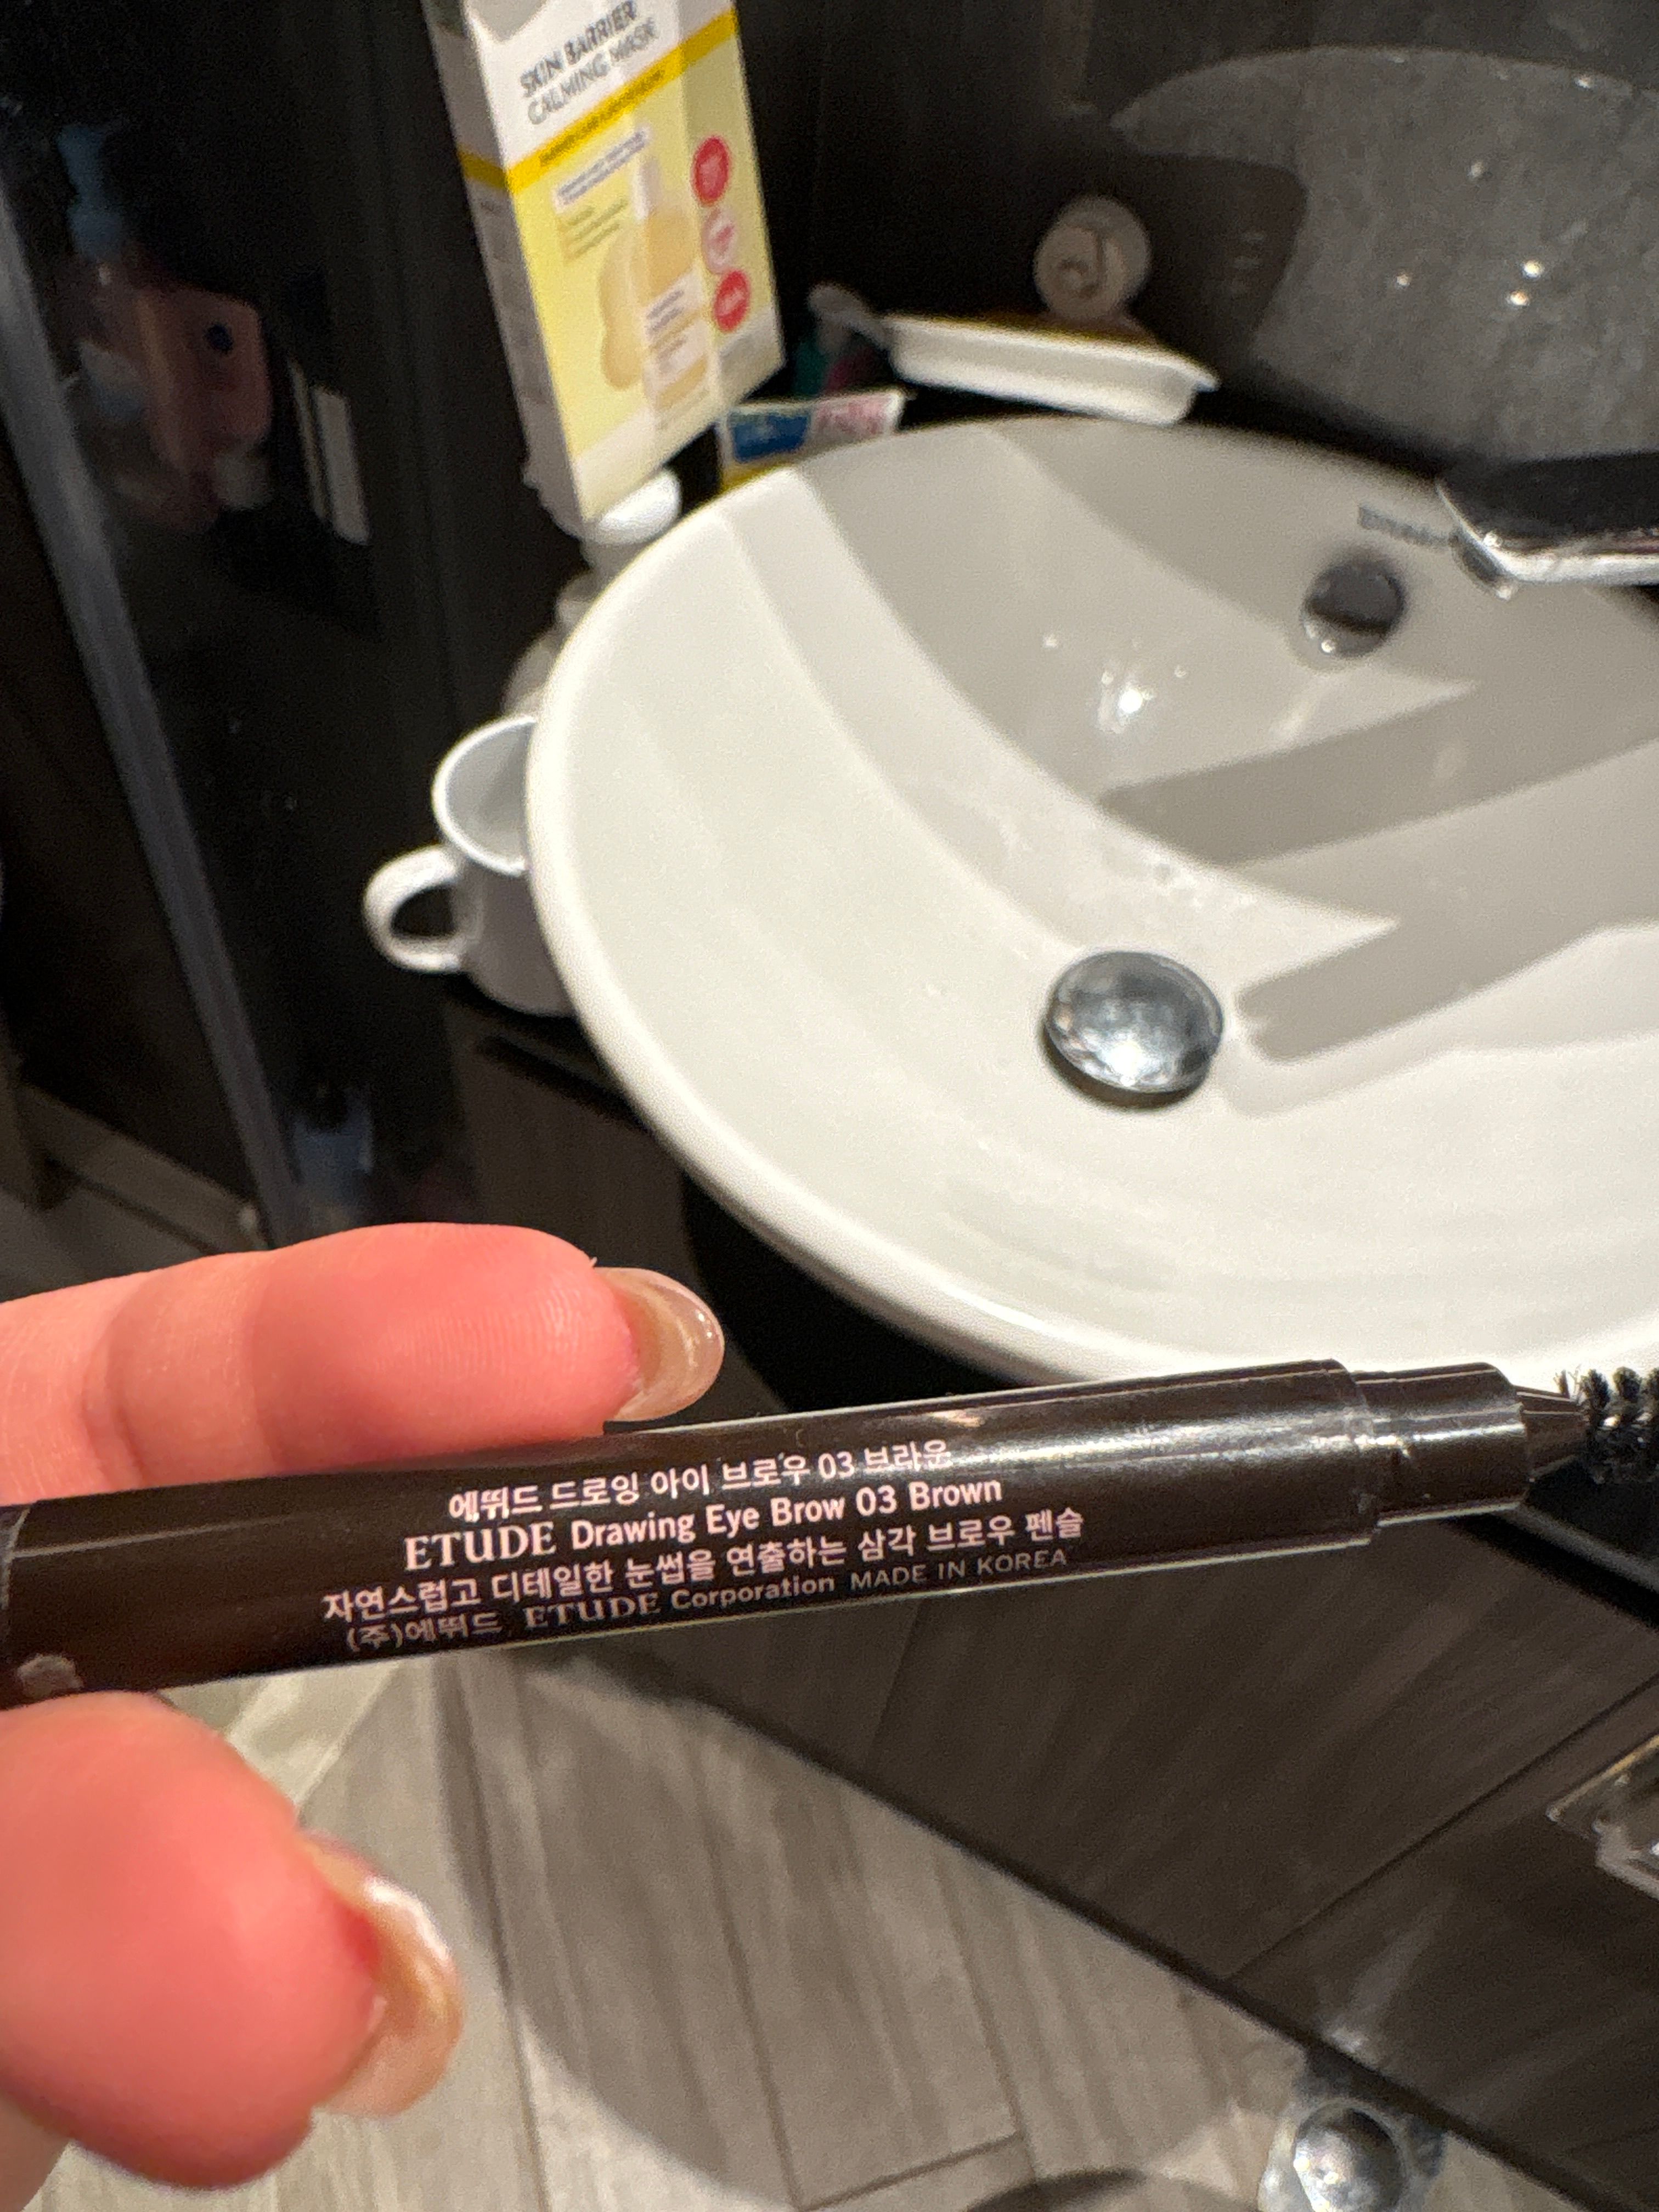 SKIN BARRIER
CALMING MASK
에뛰드 드로잉 아이 브로우 03 브라운
ETUDE Drawing Eye Brow 03 Brown
자연스럽고 디테일한 눈썹을 연출하는 삼각 브로우 펜슬
(주)에뛰드 ETUDE Corporation MADE IN KOREA